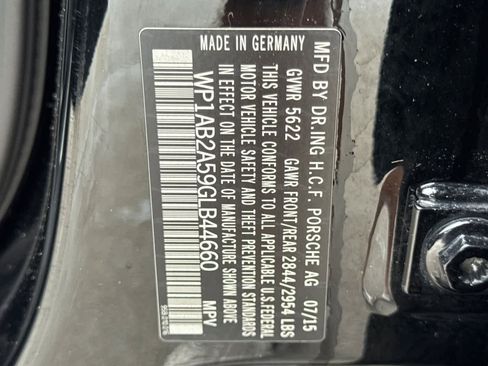 MFD. BY DR.ING H.C.F. PORSCHE AG 07/15
GVWR 5622 GAWR FRONT/REAR 2844/2954 LBS
THIS VEHICLE CONFORMS TO ALL APPLICABLE U.S. FEDERAL
MOTOR VEHICLE SAFETY AND THEFT PREVENTION STANDARDS
IN EFFECT ON THE DATE OF MANUFACTURE SHOWN ABOVE
WP1AB2A59GLB44660 MPV
MADE IN GERMANY